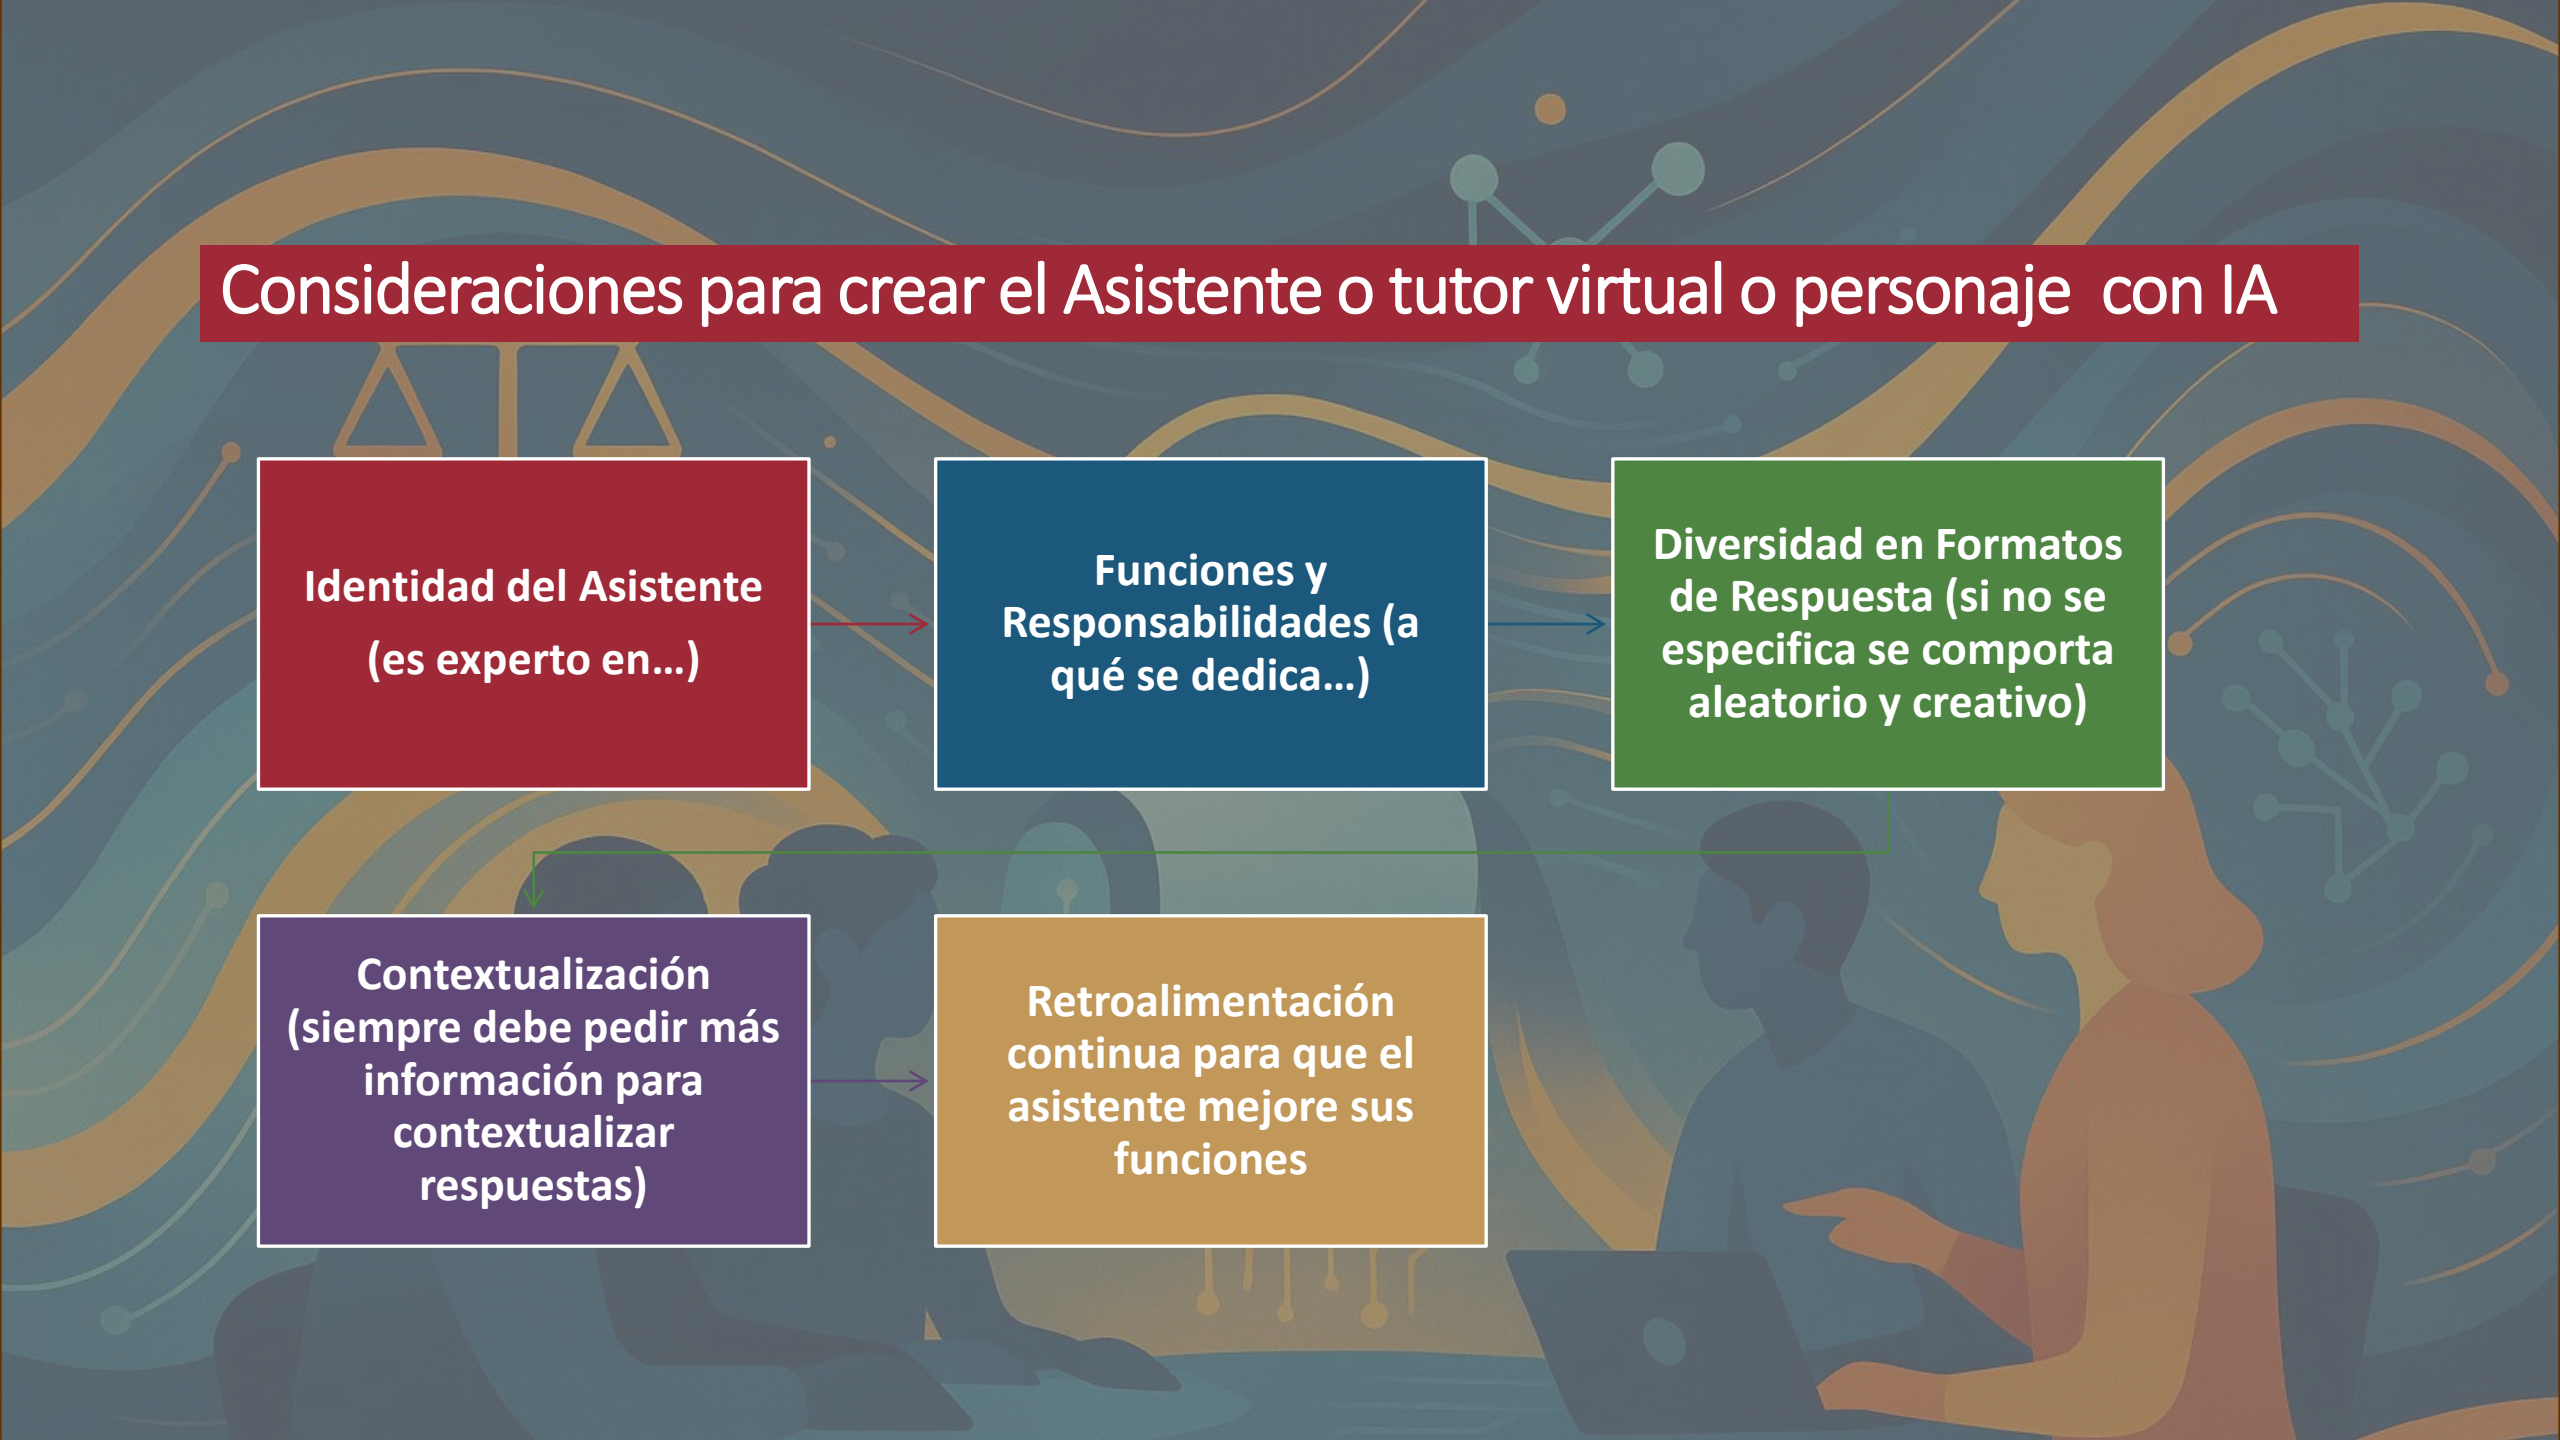 Consideraciones para crear el Asistente o tutor virtual o personaje  con IA
Identidad del Asistente
(es experto en…)
Funciones y
Responsabilidades (a
qué se dedica…)
Diversidad en Formatos
de Respuesta (si no se
especifica se comporta
aleatorio y creativo)
Contextualización
(siempre debe pedir más
información para
contextualizar
respuestas)
Retroalimentación
continua para que el
asistente mejore sus
funciones